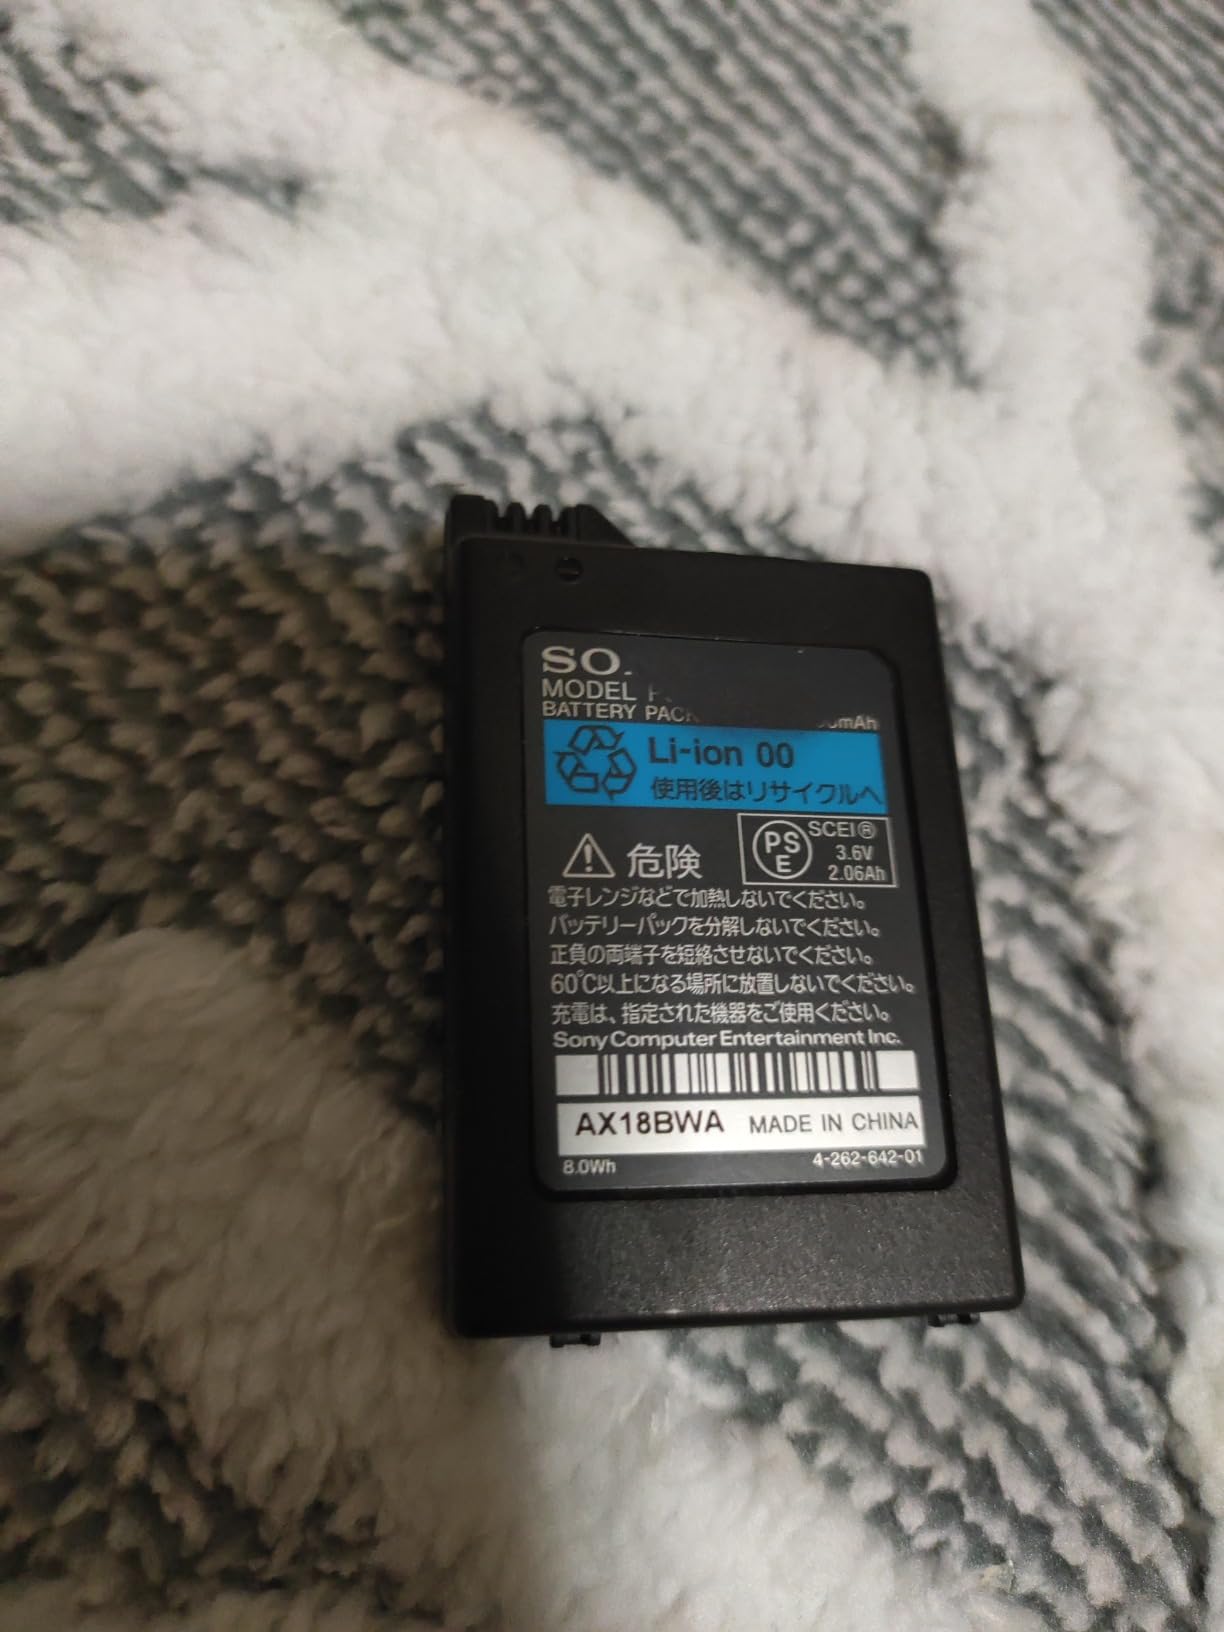 SO
MODEL P
BATTERY PACK mAh
Li-ion 00
使用後はリサイクルへ
PS
E
SCEI®
3.6V
2.06Ah
危険
電子レンジなどで加熱しないでください。
バッテリーパックを分解しないでください。
正負の両端子を短絡させないでください。
60℃以上になる場所に放置しないでください。
充電は、指定された機器をご使用ください。
Sony Computer Entertainment Inc.
AX18BWA MADE IN CHINA
8.0Wh 4-262-642-01